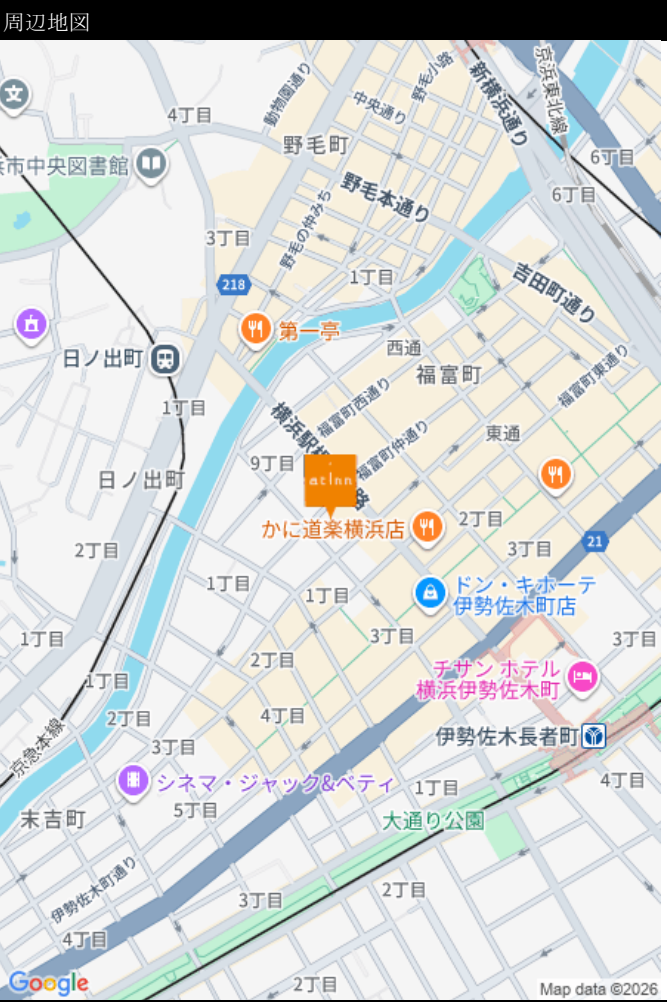 周辺地図
京浜東北線
新横浜通り
動物園通り
野毛小路
中央通り
4丁目
野毛町
浜市中央図書館
6丁目
野毛本通り
6丁目
3丁目
野毛の仲みち
1丁目
218
吉田町通り
第一亭
西通
日ノ出町
福富町
福富町東通り
1丁目
福富町西通り
横浜駅根
東通
福富町仲通り
9丁目
日ノ出町
at inn
路
2丁目
かに道楽横浜店
21
2丁目
3丁目
1丁目
ドン・キホーテ
伊勢佐木町店
1丁目
3丁目
1丁目
3丁目
2丁目
チサン ホテル
横浜伊勢佐木町
1丁目
2丁目
4丁目
伊勢佐木長者町
京急本線
3丁目
4丁目
シネマ・ジャック&ベティ
1丁目
5丁目
末吉町
大通り公園
伊勢佐木町通り
2丁目
3丁目
4丁目
2丁目
Google
Map data ©2026